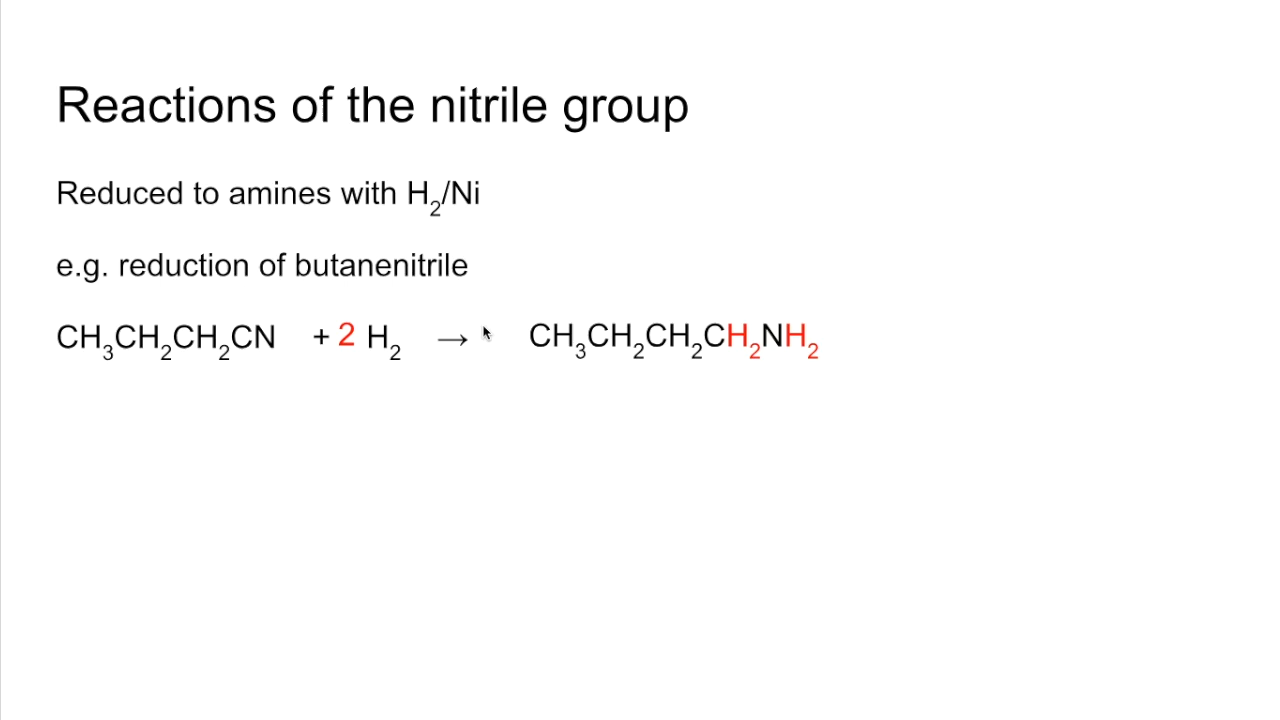 Reactions of the nitrile group
Reduced to amines with H₂/Ni
e.g. reduction of butanenitrile
CH₃CH₂CH₂CN + 2 H₂ → CH₃CH₂CH₂CH₂NH₂